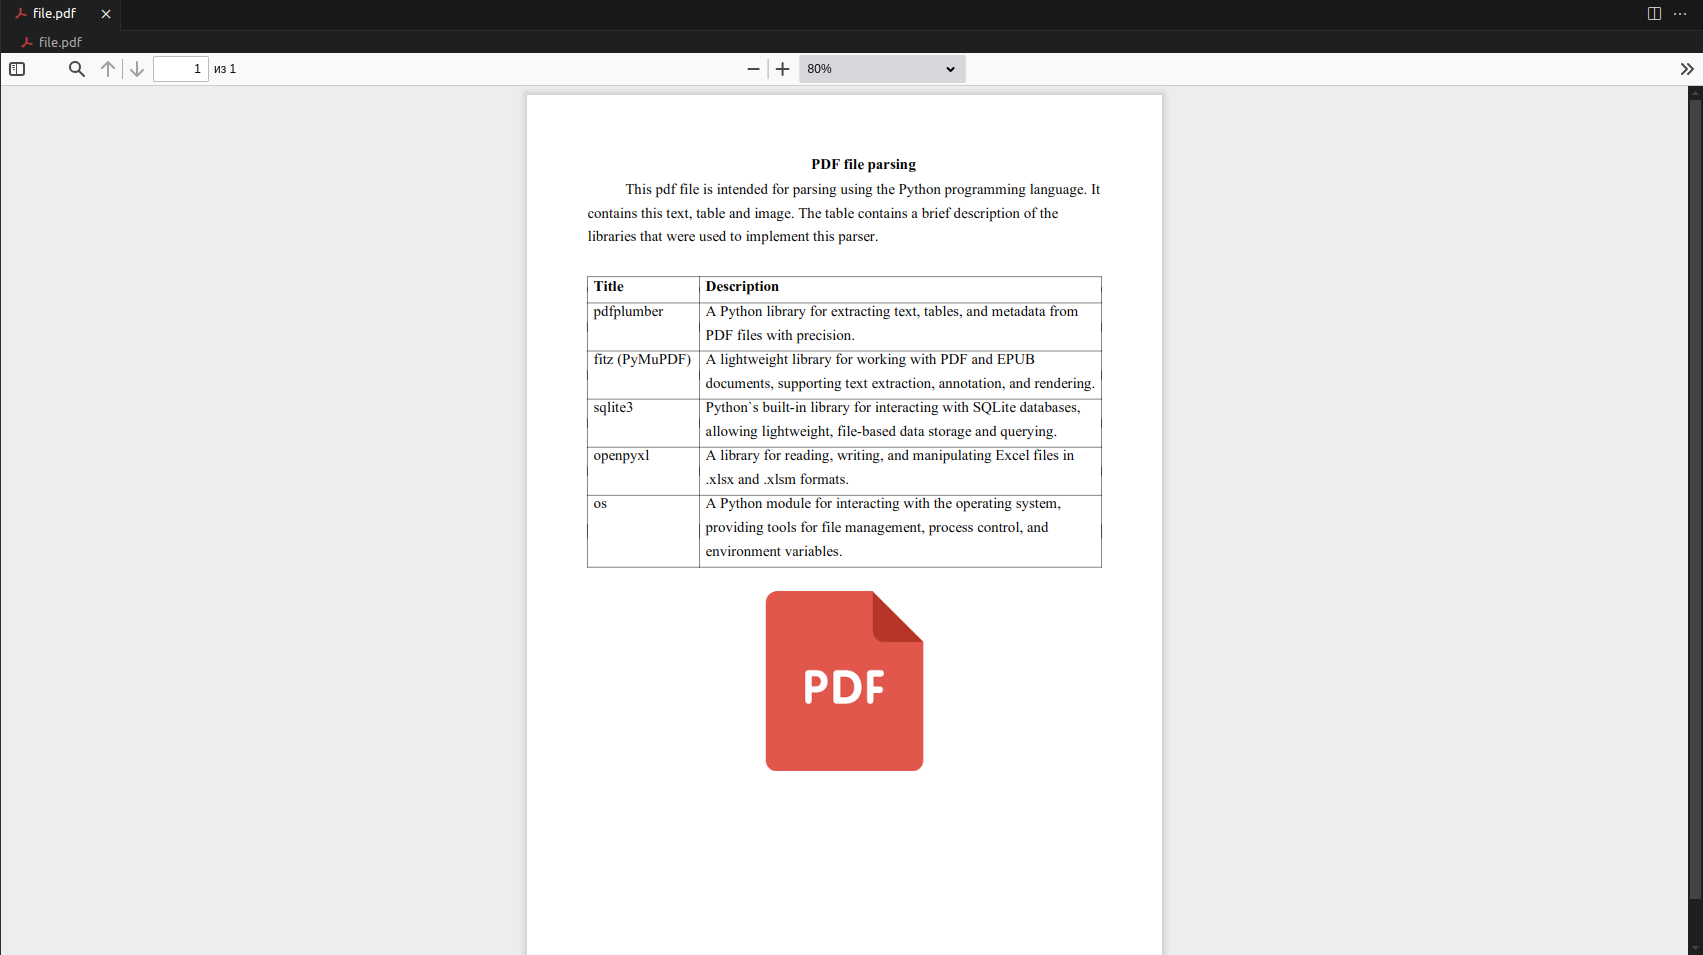 file.pdf
file.pdf
1 из 1
80%
PDF file parsing
This pdf file is intended for parsing using the Python programming language. It
contains this text, table and image. The table contains a brief description of the
libraries that were used to implement this parser.
Title Description
pdfplumber A Python library for extracting text, tables, and metadata from
PDF files with precision.
fitz (PyMuPDF) A lightweight library for working with PDF and EPUB
documents, supporting text extraction, annotation, and rendering.
sqlite3 Python`s built-in library for interacting with SQLite databases,
allowing lightweight, file-based data storage and querying.
openpyxl A library for reading, writing, and manipulating Excel files in
.xlsx and .xlsm formats.
os A Python module for interacting with the operating system,
providing tools for file management, process control, and
environment variables.
PDF